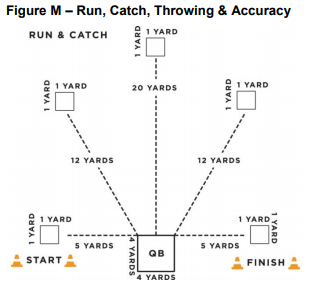 Figure M – Run, Catch, Throwing & Accuracy
RUN & CATCH
1 YARD
1 YARD
20 YARDS
1 YARD
1 YARD
1 YARD
1 YARD
12 YARDS
12 YARDS
1 YARD
1 YARD
1 YARD
1 YARD
5 YARDS
4 YARDS
QB
5 YARDS
START
FINISH
4 YARDS